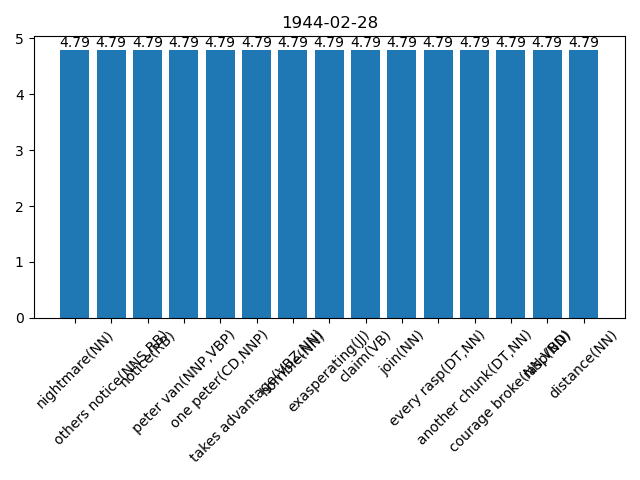 1944-02-28
4.79 4.79 4.79 4.79 4.79 4.79 4.79 4.79 4.79 4.79 4.79 4.79 4.79 4.79 4.79
5
4
3
2
1
0
nightmare(NN)
others notice(NNS,RB)
notice(RB)
peter van(NNP,VBP)
one peter(CD,NNP)
takes advantage(VBZ,NN)
horrible(NN)
exasperating(JJ)
claim(VB)
join(NN)
every rasp(DT,NN)
another chunk(DT,NN)
courage broke(NN,VBD)
rasp(NN)
distance(NN)